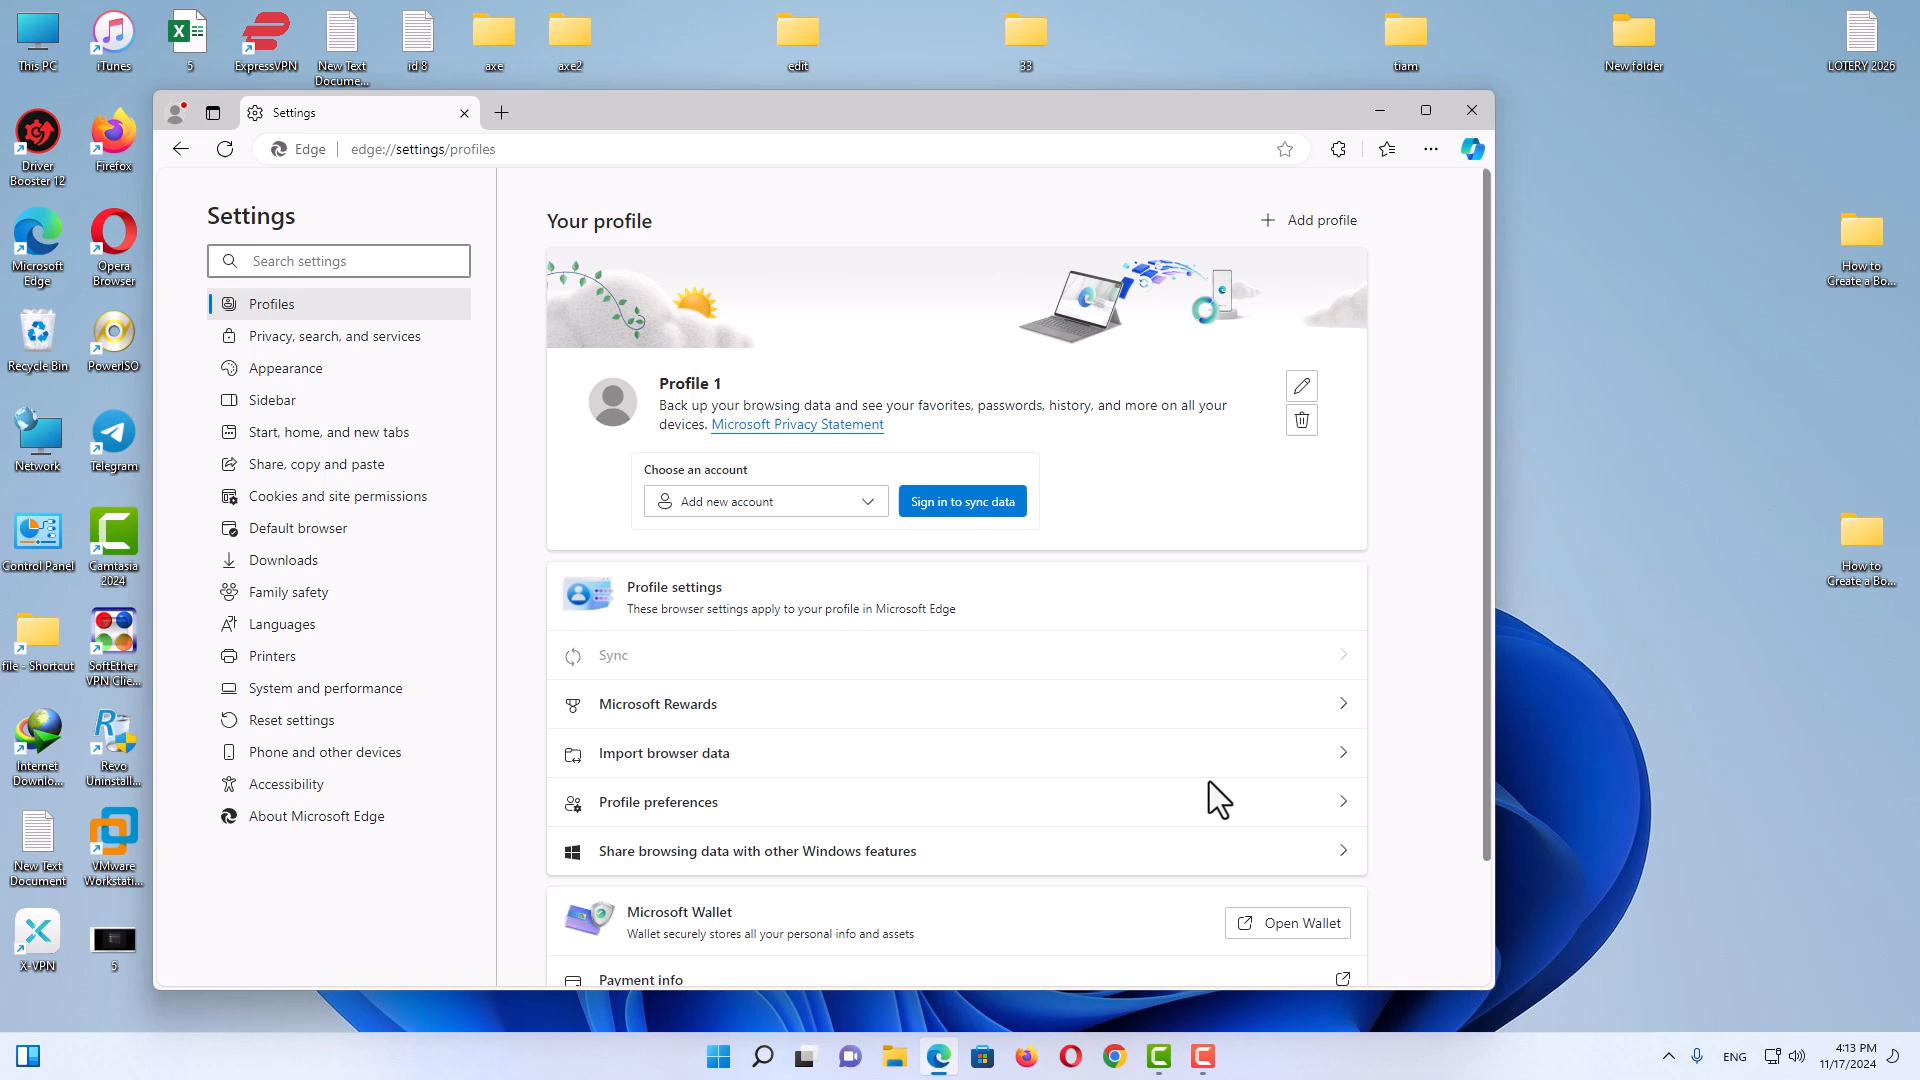 This PC
iTunes
5
ExpressVPN
New Text
Docume...
id 8
axe
axe2
edit
33
tiam
New folder
LOTERY 2026
Driver
Booster 12
Firefox
Microsoft
Edge
Opera
Browser
Recycle Bin
PowerISO
Network
Telegram
Control Panel
Camtasia
2024
file - Shortcut
SoftEther
VPN Clie...
Internet
Downlo...
Revo
Uninstall...
New Text
Document
VMware
Workstati...
X-VPN
5
How to
Create a Bo...
How to
Create a Bo...
Settings
Edge
edge://settings/profiles
Settings
Search settings
Profiles
Privacy, search, and services
Appearance
Sidebar
Start, home, and new tabs
Share, copy and paste
Cookies and site permissions
Default browser
Downloads
Family safety
Languages
Printers
System and performance
Reset settings
Phone and other devices
Accessibility
About Microsoft Edge
Your profile
Add profile
Profile 1
Back up your browsing data and see your favorites, passwords, history, and more on all your
devices. Microsoft Privacy Statement
Choose an account
Add new account
Sign in to sync data
Profile settings
These browser settings apply to your profile in Microsoft Edge
Sync
Microsoft Rewards
Import browser data
Profile preferences
Share browsing data with other Windows features
Microsoft Wallet
Wallet securely stores all your personal info and assets
Open Wallet
Payment info
ENG
4:13 PM
11/17/2024